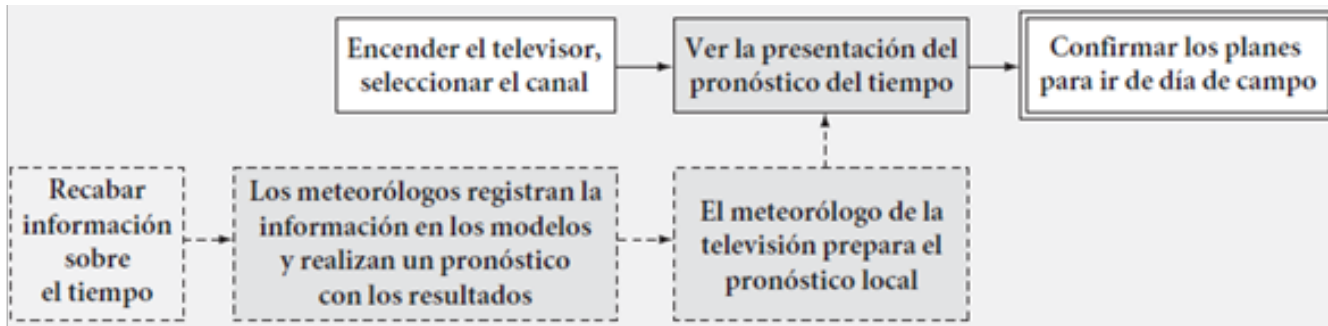 Encender el televisor,
seleccionar el canal
Ver la presentación del
pronóstico del tiempo
Confirmar los planes
para ir de día de campo
Recabar
información
sobre
el tiempo
Los meteorólogos registran la
información en los modelos
y realizan un pronóstico
con los resultados
El meteorólogo de la
televisión prepara el
pronóstico local